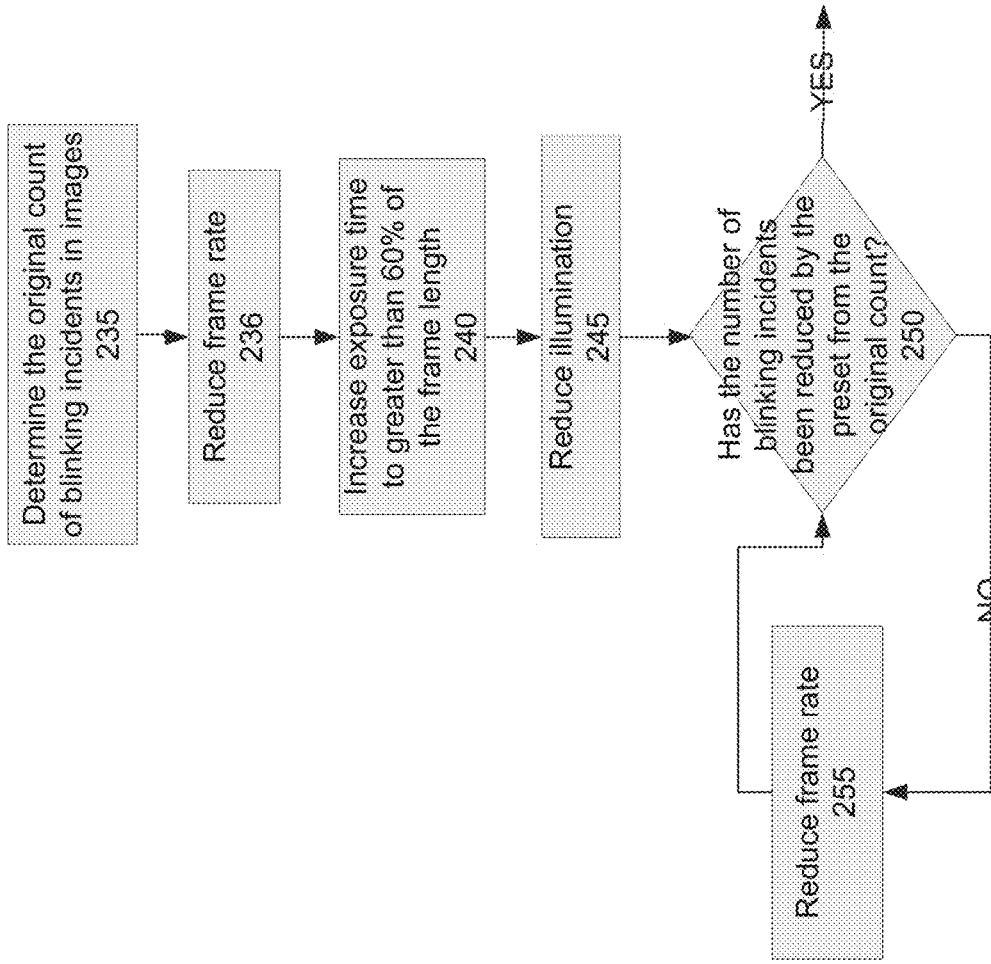 Determine the original count
of blinking incidents in images
235
Reduce frame rate
236
Increase exposure time
to greater than 60% of
the frame length
240
Reduce illumination
245
Has the number of
blinking incidents
been reduced by the
preset from the
original count?
250
YES
NO
Reduce frame rate
255